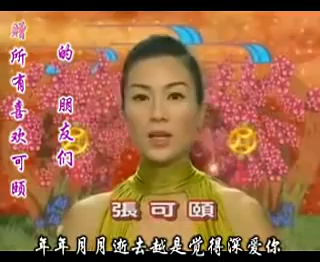 赠所有喜欢可颐
的朋友们
張可頤
年年月月逝去越是觉得深爱你